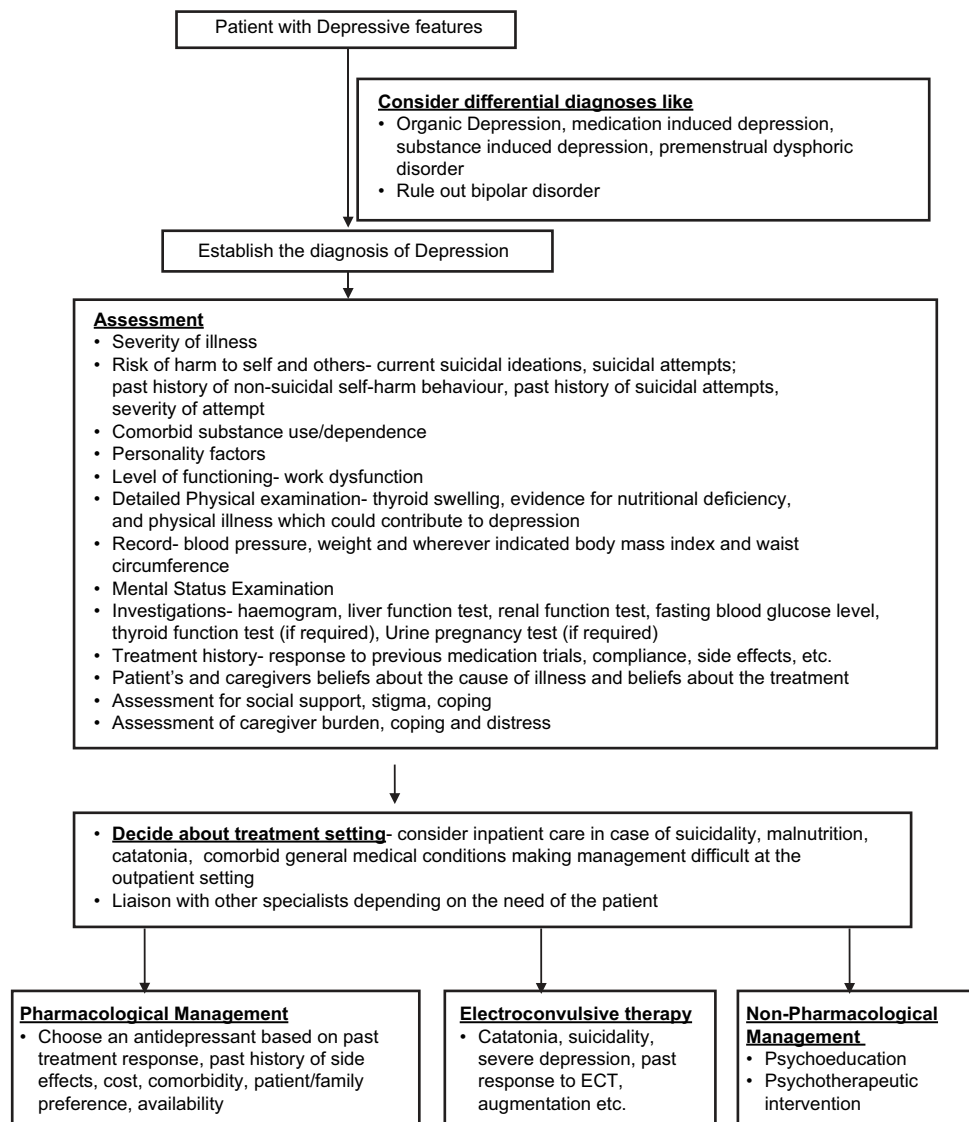 Patient with Depressive features
Consider differential diagnoses like
• Organic Depression, medication induced depression,
substance induced depression, premenstrual dysphoric
disorder
• Rule out bipolar disorder
Establish the diagnosis of Depression
Assessment
• Severity of illness
• Risk of harm to self and others- current suicidal ideations, suicidal attempts;
past history of non-suicidal self-harm behaviour, past history of suicidal attempts,
severity of attempt
• Comorbid substance use/dependence
• Personality factors
• Level of functioning- work dysfunction
• Detailed Physical examination- thyroid swelling, evidence for nutritional deficiency,
and physical illness which could contribute to depression
• Record- blood pressure, weight and wherever indicated body mass index and waist
circumference
• Mental Status Examination
• Investigations- haemogram, liver function test, renal function test, fasting blood glucose level,
thyroid function test (if required), Urine pregnancy test (if required)
• Treatment history- response to previous medication trials, compliance, side effects, etc.
• Patient's and caregivers beliefs about the cause of illness and beliefs about the treatment
• Assessment for social support, stigma, coping
• Assessment of caregiver burden, coping and distress
• Decide about treatment setting- consider inpatient care in case of suicidality, malnutrition,
catatonia, comorbid general medical conditions making management difficult at the
outpatient setting
• Liaison with other specialists depending on the need of the patient
Pharmacological Management
• Choose an antidepressant based on past
treatment response, past history of side
effects, cost, comorbidity, patient/family
preference, availability
Electroconvulsive therapy
• Catatonia, suicidality,
severe depression, past
response to ECT,
augmentation etc.
Non-Pharmacological
Management
• Psychoeducation
• Psychotherapeutic
intervention